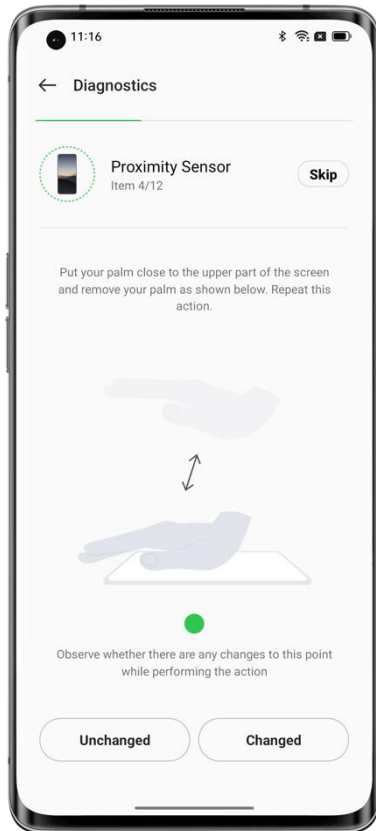 11:16
Diagnostics
Proximity Sensor
Skip
Item 4/12
Put your palm close to the upper part of the screen
and remove your palm as shown below. Repeat this
action.
Observe whether there are any changes to this point
while performing the action
Unchanged
Changed